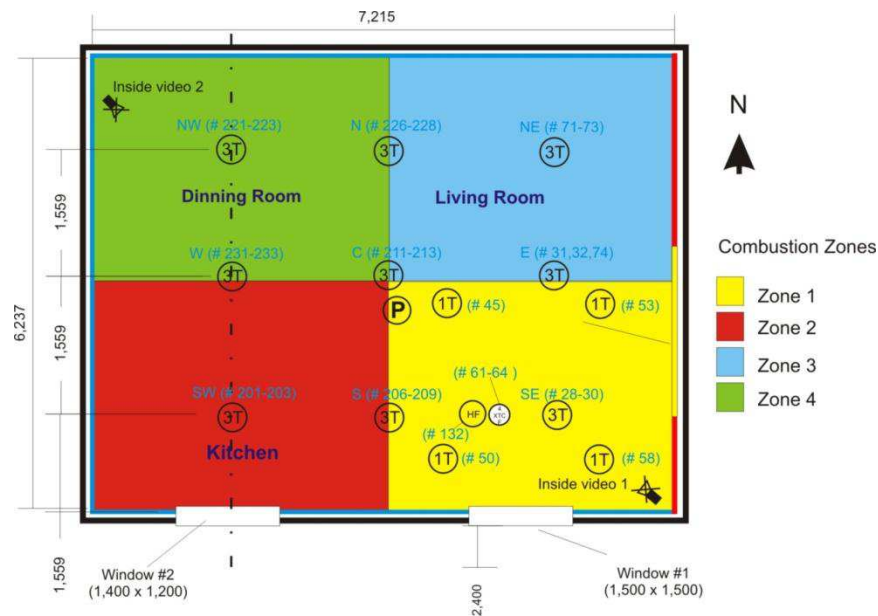 7,215
Inside video 2
N
NW (# 221-223)
N (# 226-228)
NE (# 71-73)
3T
3T
3T
Dinning Room
Living Room
1,559
W (# 231-233)
C (# 211-213)
E (# 31,32,74)
3T
3T
3T
Combustion Zones
Zone 1
Zone 2
Zone 3
Zone 4
6,237
1,559
P
1T
(# 45)
1T
(# 53)
(# 61-64 )
SW (# 201-203)
S (# 206-209)
SE (# 28-30)
3T
3T
HF
XTC
3T
(# 132)
Kitchen
1T
(# 50)
1T
(# 58)
Inside video 1
1,559
Window #2
(1,400 x 1,200)
2,400
Window #1
(1,500 x 1,500)